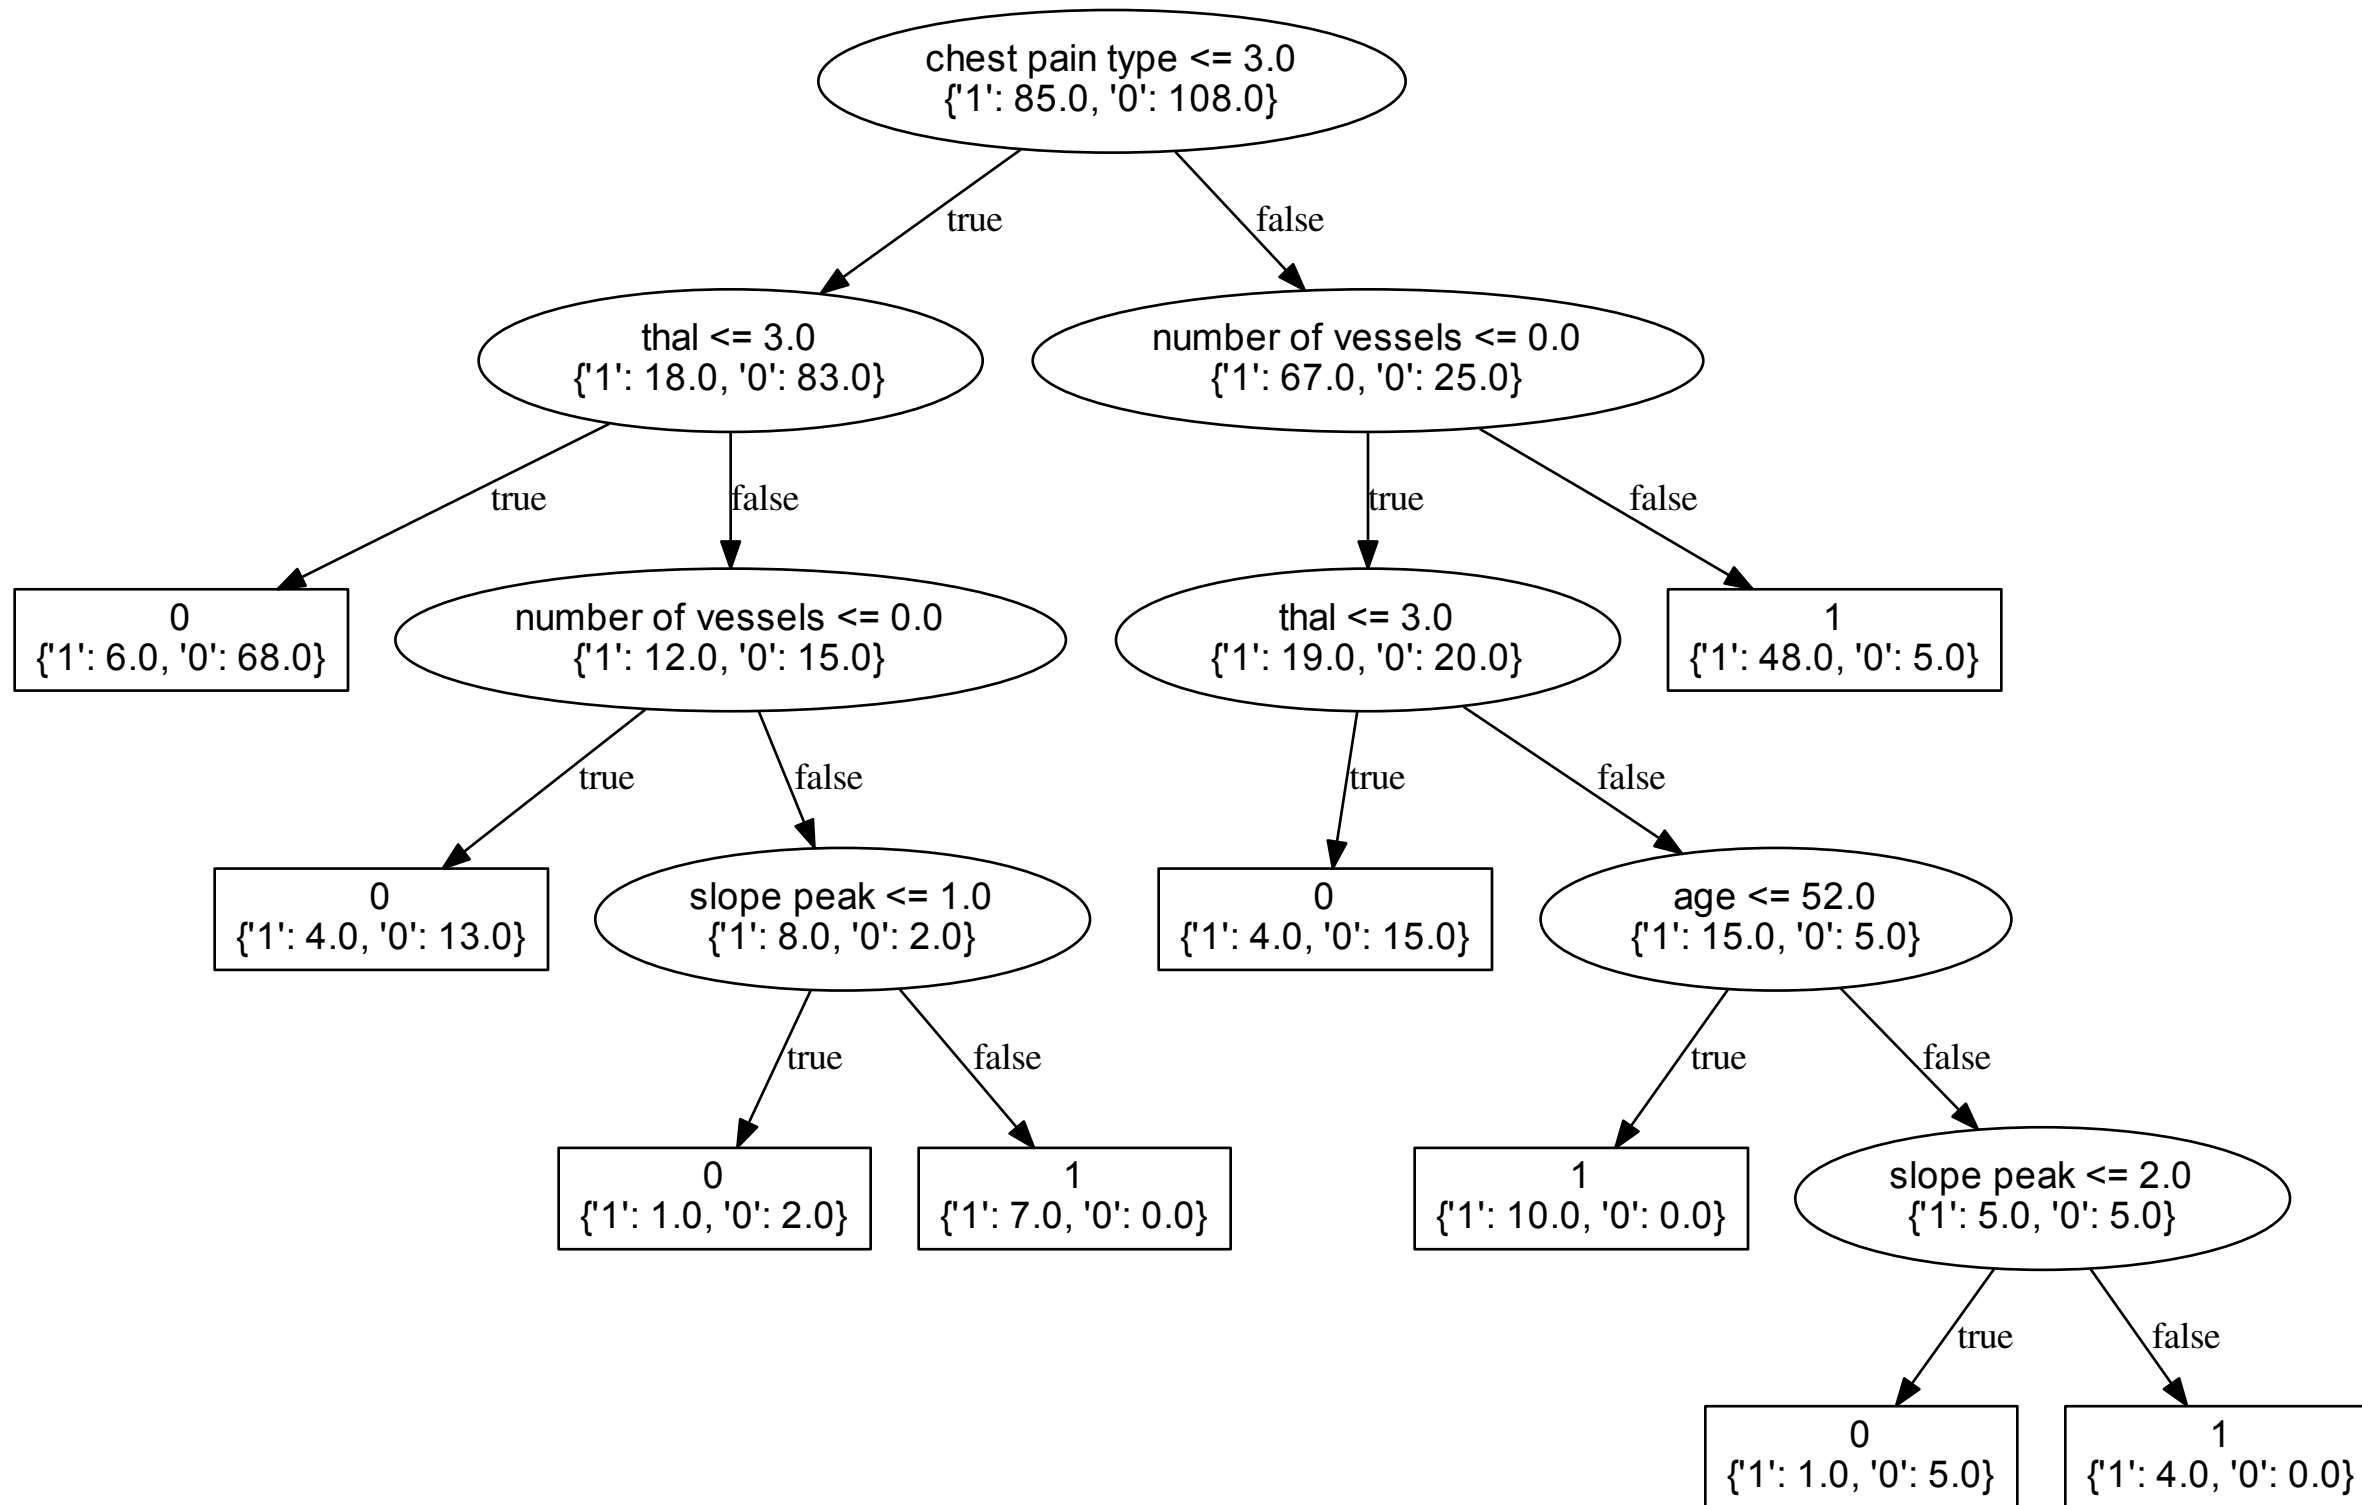 chest pain type <= 3.0
{'1': 85.0, '0': 108.0}
true
false
thal <= 3.0
{'1': 18.0, '0': 83.0}
number of vessels <= 0.0
{'1': 67.0, '0': 25.0}
true
false
true
false
0
{'1': 6.0, '0': 68.0}
number of vessels <= 0.0
{'1': 12.0, '0': 15.0}
thal <= 3.0
{'1': 19.0, '0': 20.0}
1
{'1': 48.0, '0': 5.0}
true
false
true
false
0
{'1': 4.0, '0': 13.0}
slope peak <= 1.0
{'1': 8.0, '0': 2.0}
0
{'1': 4.0, '0': 15.0}
age <= 52.0
{'1': 15.0, '0': 5.0}
true
false
true
false
0
{'1': 1.0, '0': 2.0}
1
{'1': 7.0, '0': 0.0}
1
{'1': 10.0, '0': 0.0}
slope peak <= 2.0
{'1': 5.0, '0': 5.0}
true
false
0
{'1': 1.0, '0': 5.0}
1
{'1': 4.0, '0': 0.0}